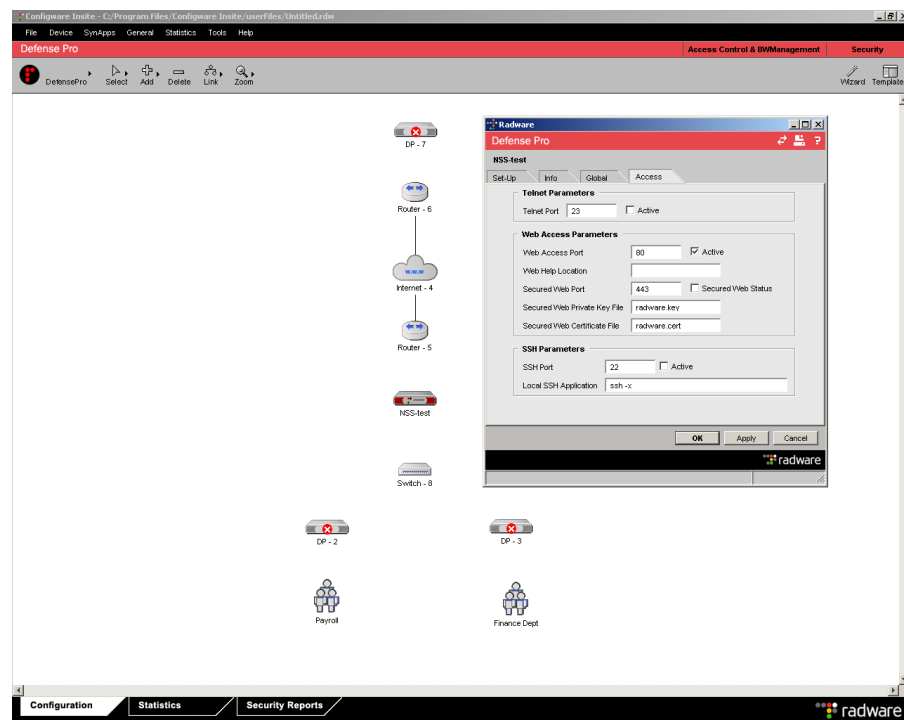 Configware Insite - C:/Program Files/Configware Insite/userFiles/Untitled.rdw
File Device SynApps General Statistics Tools Help
Defense Pro Access Control & BWManagement Security
DefensePro Select Add Delete Link Zoom Wizard Template
DP - 7
Router - 6
www
Internet - 4
Router - 5
NSS-test
Switch - 8
DP - 2 DP - 3
Payroll Finance Dept
Radware
Defense Pro
NSS-test
Set-Up Info Global Access
Telnet Parameters
Telnet Port 23 Active
Web Access Parameters
Web Access Port 80 Active
Web Help Location
Secured Web Port 443 Secured Web Status
Secured Web Private Key File radware.key
Secured Web Certificate File radware.cert
SSH Parameters
SSH Port 22 Active
Local SSH Application ssh -x
OK Apply Cancel
radware
Configuration Statistics Security Reports
radware